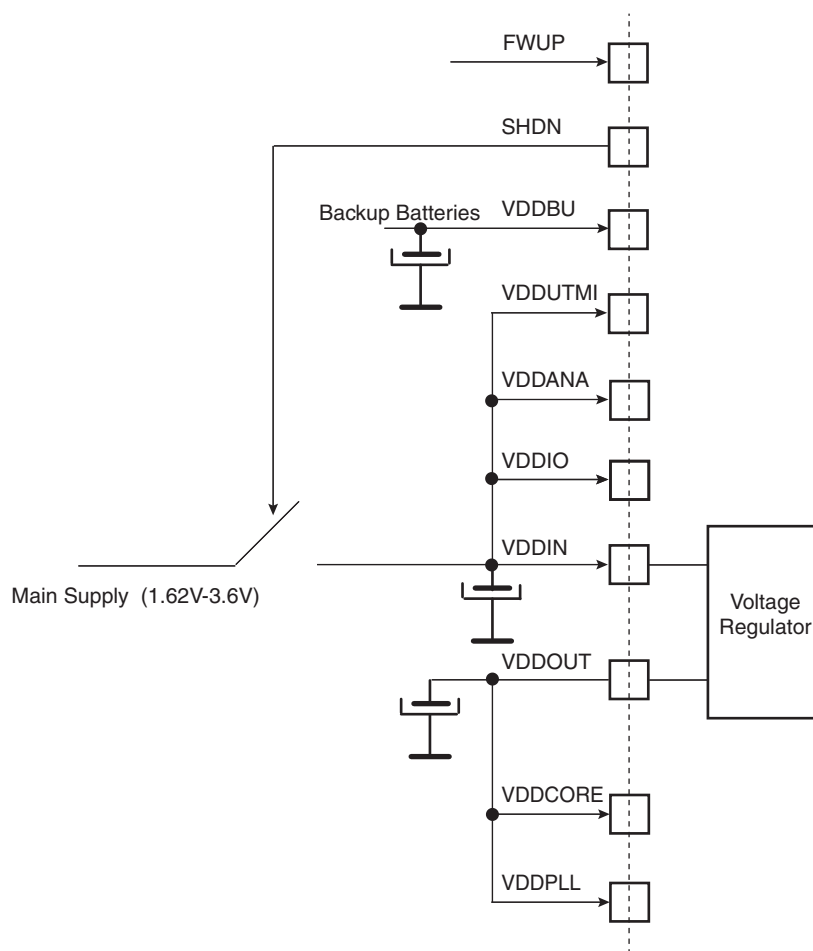 FWUP
SHDN
Backup Batteries
VDDBU
VDDUTMI
VDDANA
VDDIO
VDDIN
Main Supply (1.62V-3.6V)
Voltage
Regulator
VDDOUT
VDDCORE
VDDPLL